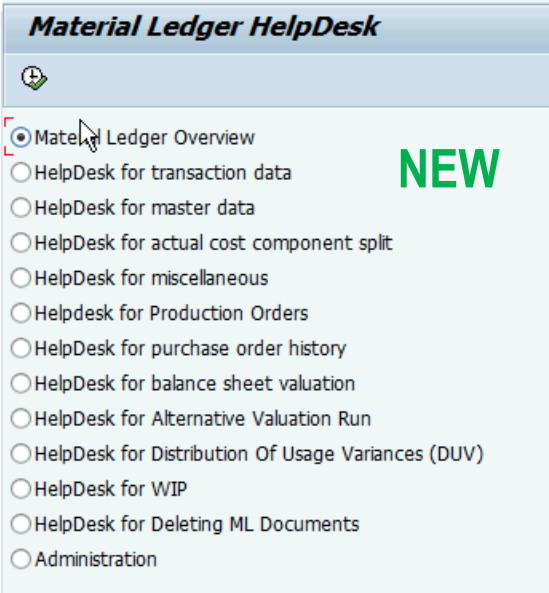 Material Ledger HelpDesk
Material Ledger Overview
HelpDesk for transaction data
NEW
HelpDesk for master data
HelpDesk for actual cost component split
HelpDesk for miscellaneous
Helpdesk for Production Orders
HelpDesk for purchase order history
HelpDesk for balance sheet valuation
HelpDesk for Alternative Valuation Run
HelpDesk for Distribution Of Usage Variances (DUV)
HelpDesk for WIP
HelpDesk for Deleting ML Documents
Administration